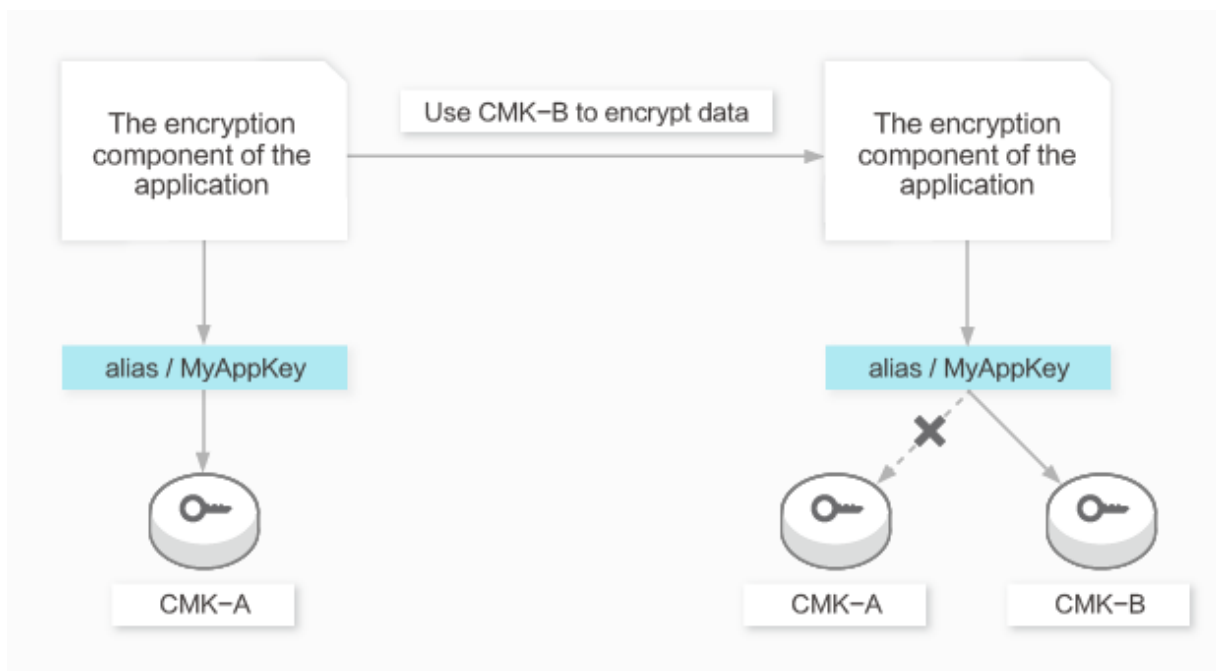 The encryption
component of the
application
Use CMK−B to encrypt data
The encryption
component of the
application
alias / MyAppKey
alias / MyAppKey
CMK−A
CMK−A
CMK−B